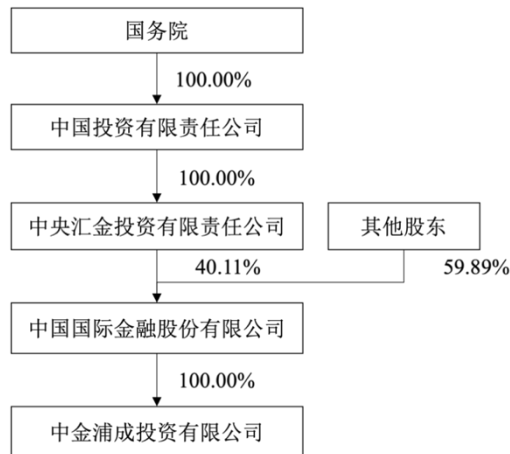 国务院
100.00%
中国投资有限责任公司
100.00%
中央汇金投资有限责任公司
其他股东
40.11%
59.89%
中国国际金融股份有限公司
100.00%
中金浦成投资有限公司